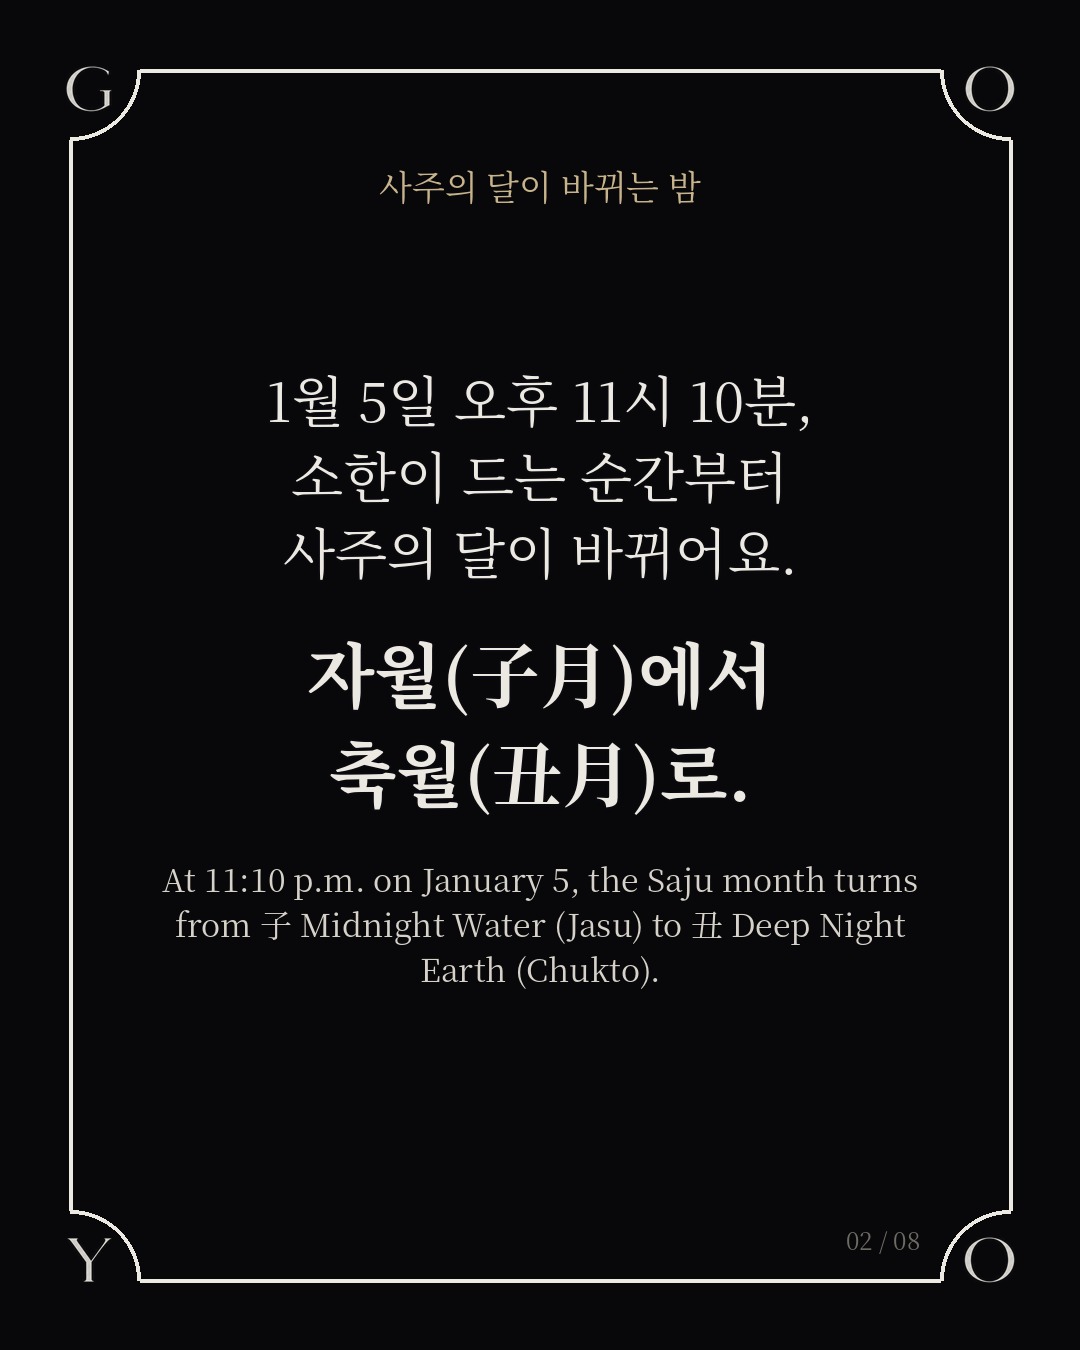 G O
사주의 달이 바뀌는 밤
1월 5일 오후 11시 10분,
소한이 드는 순간부터
사주의 달이 바뀌어요.
자월(子月)에서
축월(丑月)로.
At 11:10 p.m. on January 5, the Saju month turns
from 子 Midnight Water (Jasu) to 丑 Deep Night
Earth (Chukto).
02 / 08
Y O